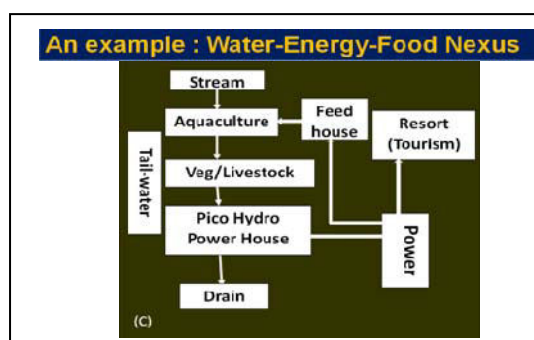 An example : Water-Energy-Food Nexus
Stream
Aquaculture
Feed
house
Resort
(Tourism)
Tail-water
Veg/Livestock
Pico Hydro
Power House
Power
Drain
(C)